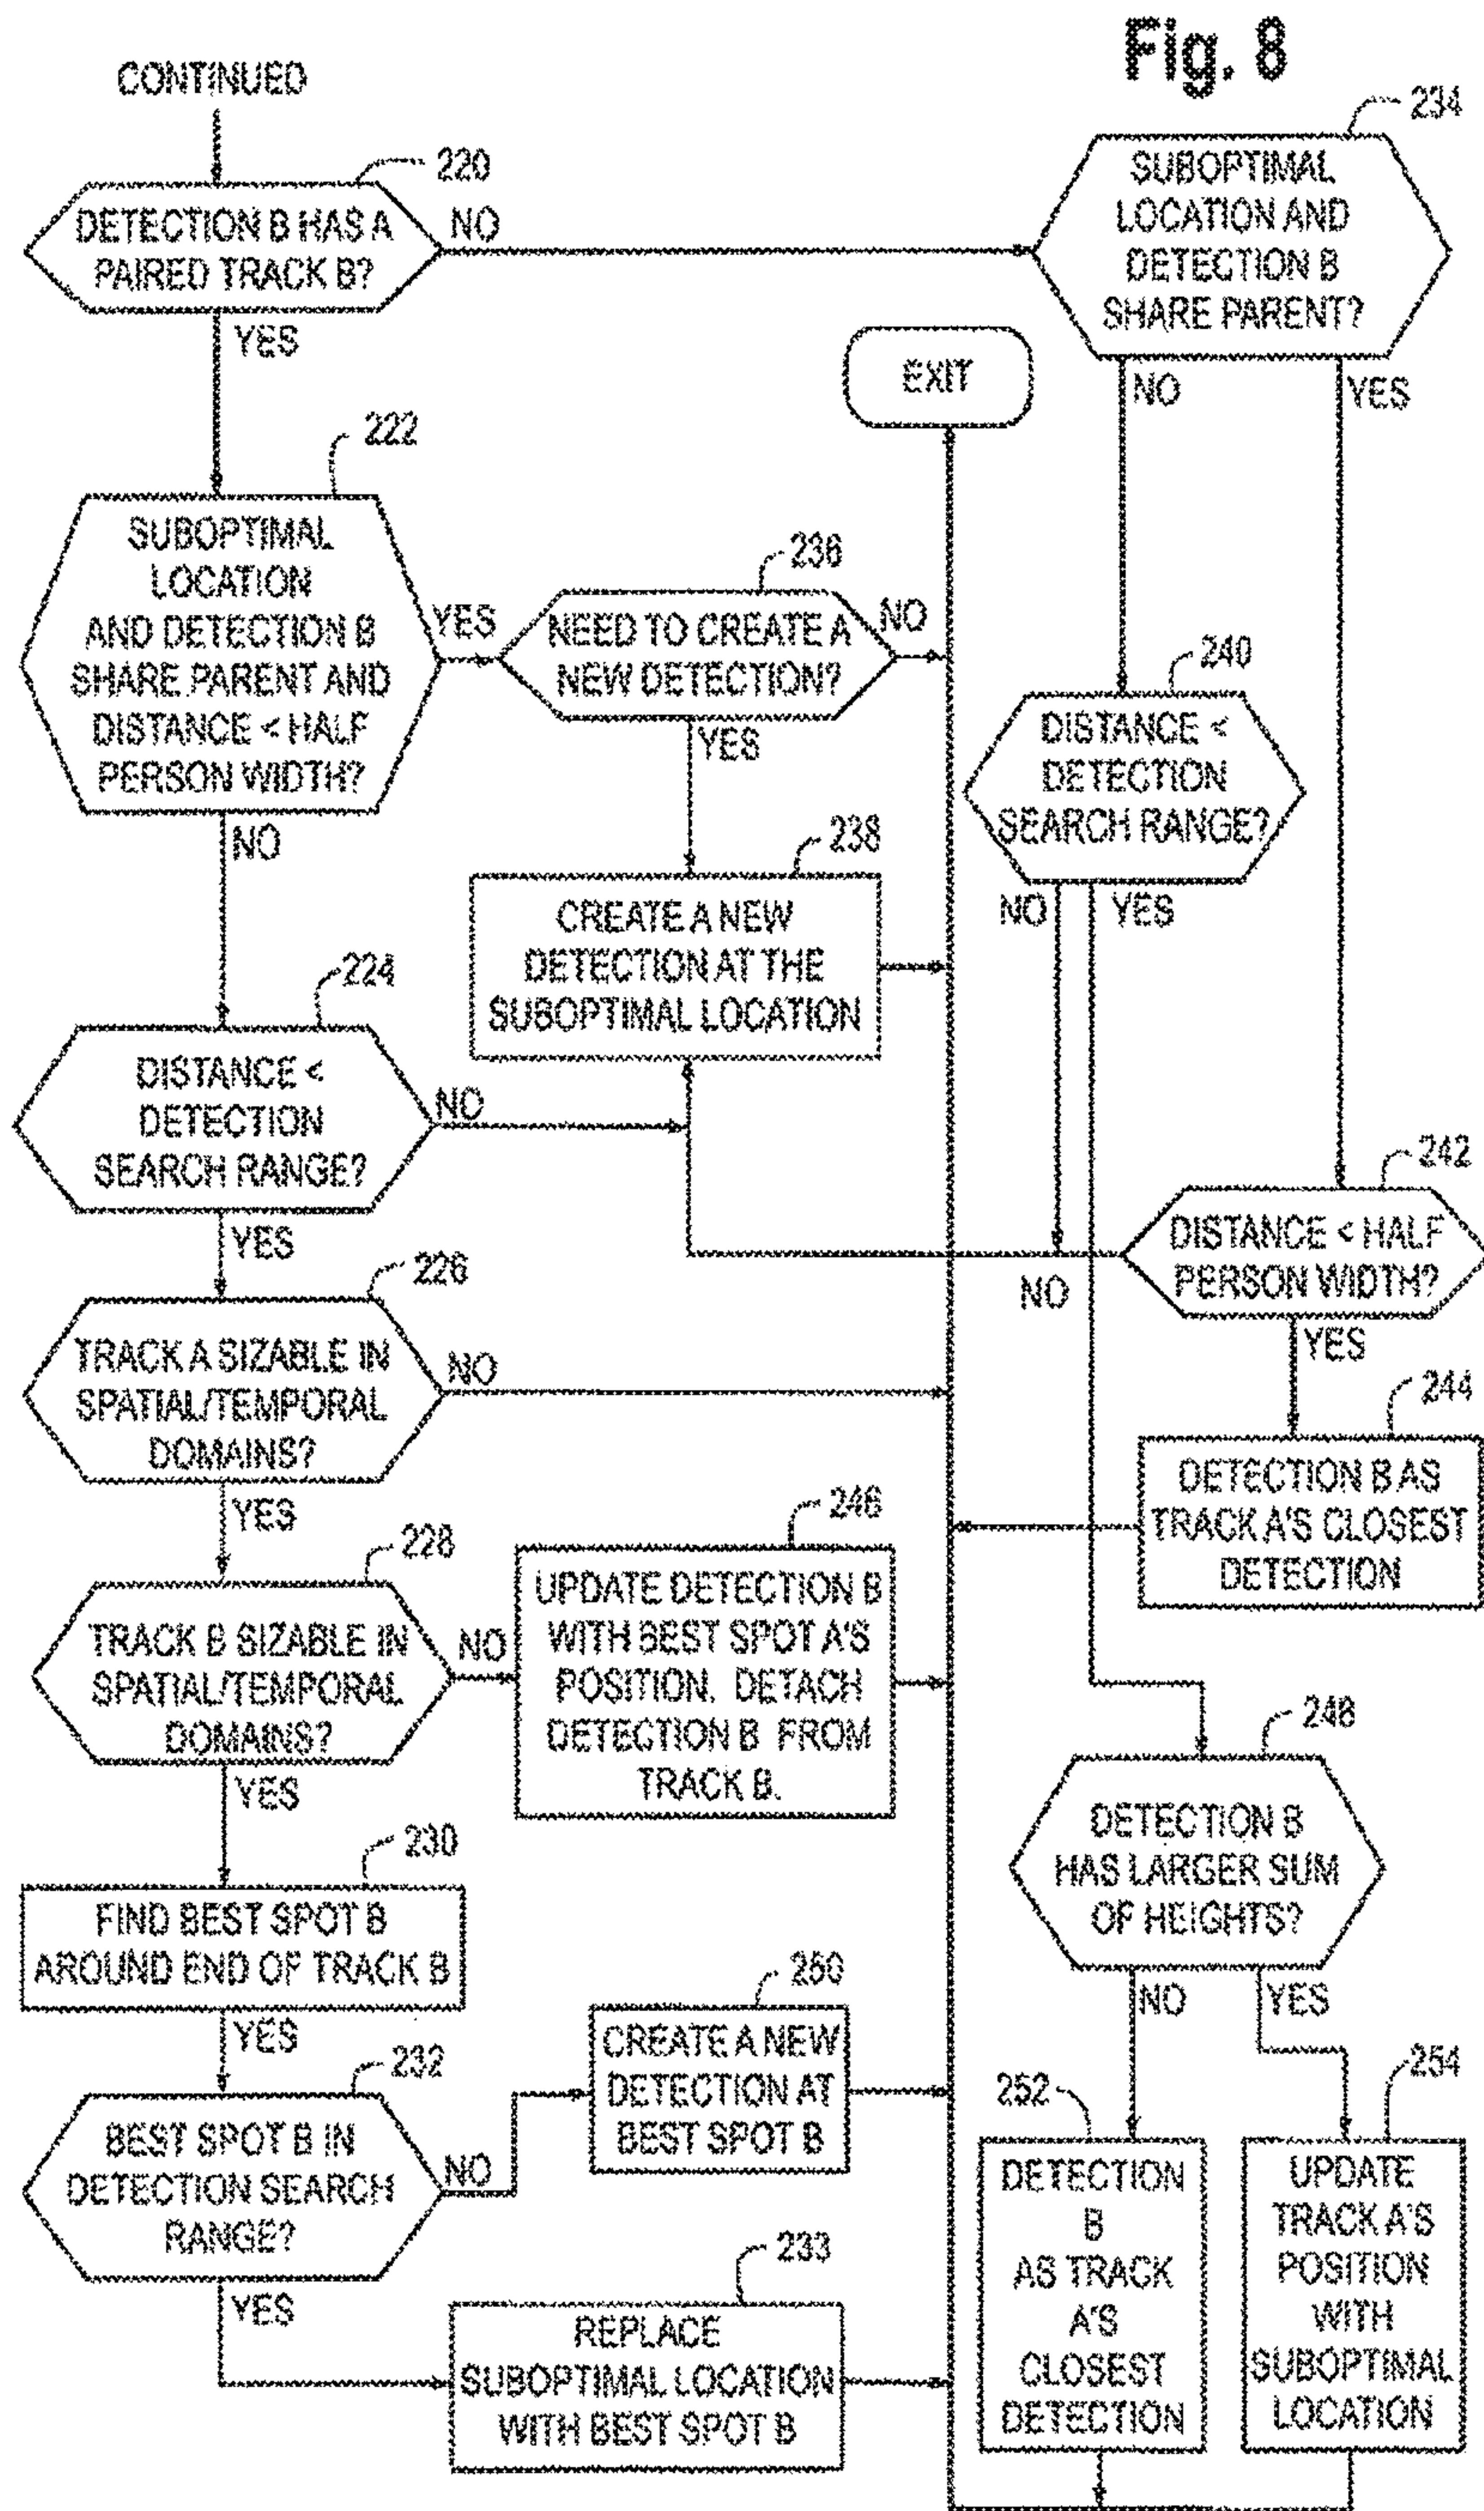 Fig. 8
CONTINUED
220
DETECTION B HAS A
PAIRED TRACK B?
NO
YES
234
SUBOPTIMAL
LOCATION AND
DETECTION B
SHARE PARENT?
NO
YES
EXIT
222
SUBOPTIMAL
LOCATION
AND DETECTION B
SHARE PARENT AND
DISTANCE < HALF
PERSON WIDTH?
YES
NO
236
NEED TO CREATE A
NEW DETECTION?
NO
YES
240
DISTANCE <
DETECTION
SEARCH RANGE?
NO
YES
238
CREATE A NEW
DETECTION AT THE
SUBOPTIMAL LOCATION
224
DISTANCE <
DETECTION
SEARCH RANGE?
NO
YES
242
DISTANCE < HALF
PERSON WIDTH?
NO
YES
226
TRACK A SIZABLE IN
SPATIAL/TEMPORAL
DOMAINS?
NO
YES
244
DETECTION B AS
TRACK A'S CLOSEST
DETECTION
228
TRACK B SIZABLE IN
SPATIAL/TEMPORAL
DOMAINS?
NO
YES
246
UPDATE DETECTION B
WITH BEST SPOT A'S
POSITION. DETACH
DETECTION B FROM
TRACK B.
248
DETECTION B
HAS LARGER SUM
OF HEIGHTS?
NO
YES
230
FIND BEST SPOT B
AROUND END OF TRACK B
YES
232
BEST SPOT B IN
DETECTION SEARCH
RANGE?
NO
YES
250
CREATE A NEW
DETECTION AT
BEST SPOT B
233
REPLACE
SUBOPTIMAL LOCATION
WITH BEST SPOT B
252
DETECTION
B
AS TRACK
A'S
CLOSEST
DETECTION
254
UPDATE
TRACK A'S
POSITION
WITH
SUBOPTIMAL
LOCATION